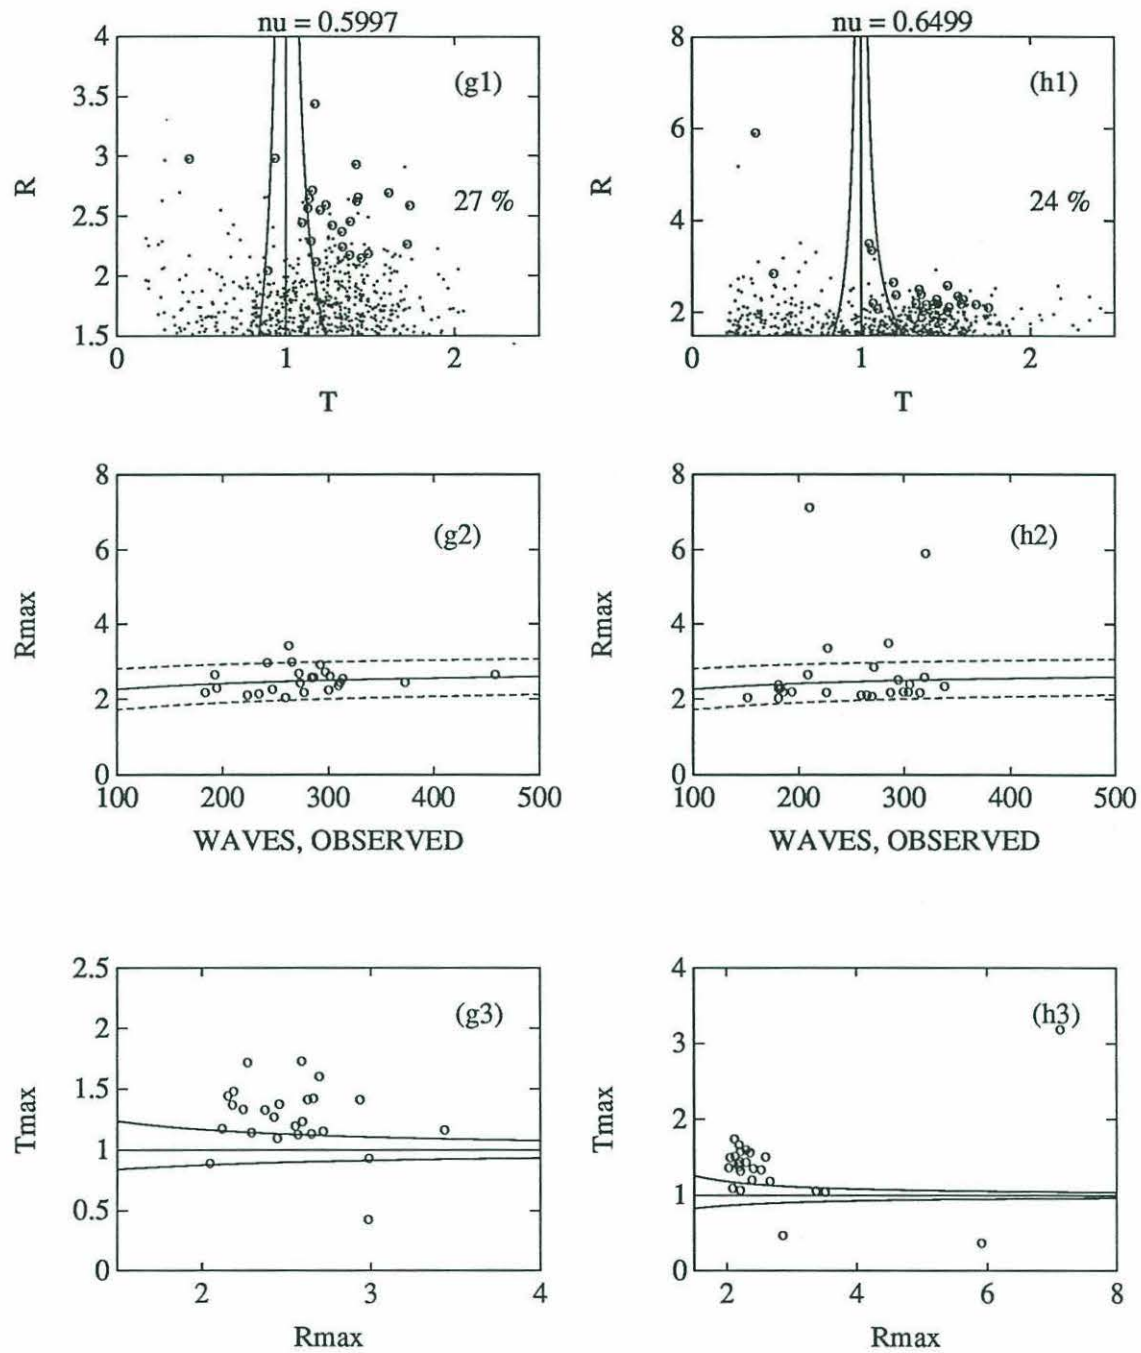 nu = 0.5997
4
3.5
3
2.5
2
1.5
R
(g1)
27 %
0 1 2
T
nu = 0.6499
8
6
4
2
R
(h1)
24 %
0 1 2
T
8
6
4
2
0
Rmax
(g2)
100 200 300 400 500
WAVES, OBSERVED
8
6
4
2
0
Rmax
(h2)
100 200 300 400 500
WAVES, OBSERVED
2.5
2
1.5
1
0.5
0
Tmax
(g3)
2 3 4
Rmax
4
3
2
1
0
Tmax
(h3)
2 4 6 8
Rmax